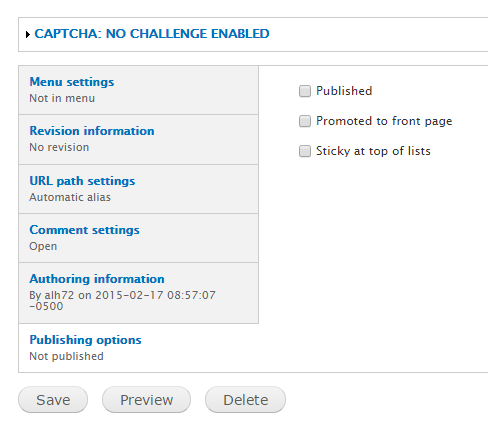 CAPTCHA: NO CHALLENGE ENABLED
Menu settings
Not in menu
Revision information
No revision
URL path settings
Automatic alias
Comment settings
Open
Authoring information
By alh72 on 2015-02-17 08:57:07
-0500
Publishing options
Not published
Published
Promoted to front page
Sticky at top of lists
Save
Preview
Delete